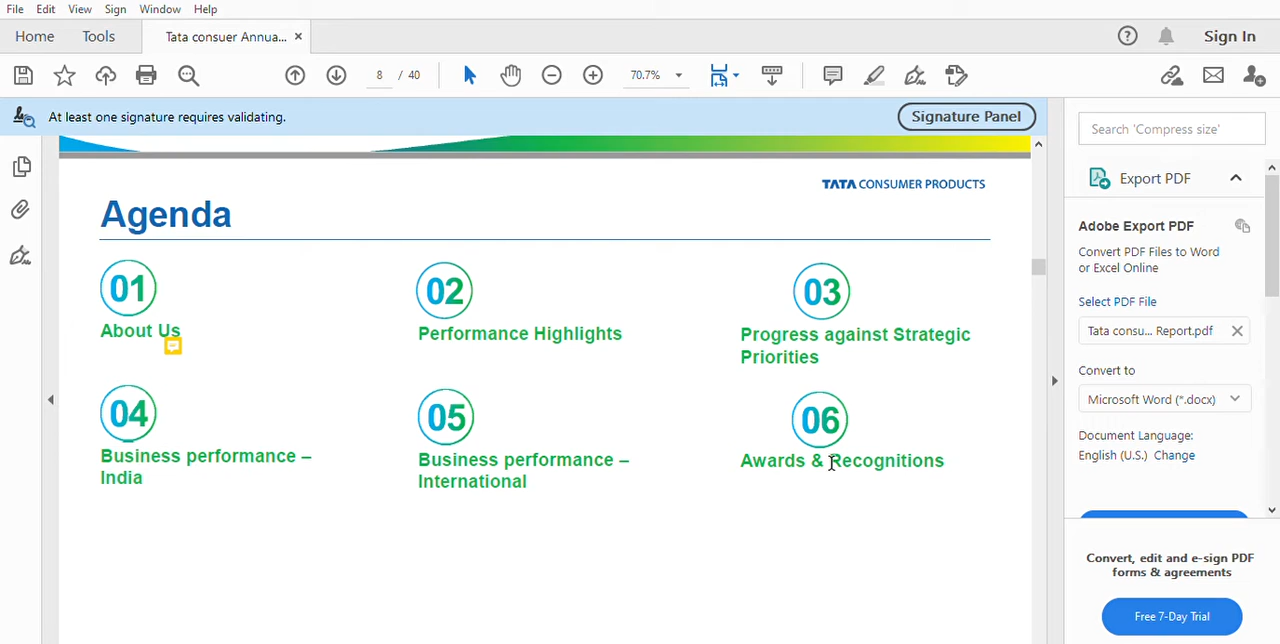 File Edit View Sign Window Help
Home Tools Tata consuer Annua... ×
Sign In
8 / 40 70.7%
At least one signature requires validating.
Signature Panel
Search 'Compress size'
Export PDF
Adobe Export PDF
Convert PDF Files to Word
or Excel Online
Select PDF File
Tata consu... Report.pdf
Convert to
Microsoft Word (*.docx)
Document Language:
English (U.S.) Change
Convert, edit and e-sign PDF
forms & agreements
Free 7-Day Trial
TATA CONSUMER PRODUCTS
Agenda
01
About Us
02
Performance Highlights
03
Progress against Strategic
Priorities
04
Business performance –
India
05
Business performance –
International
06
Awards & Recognitions